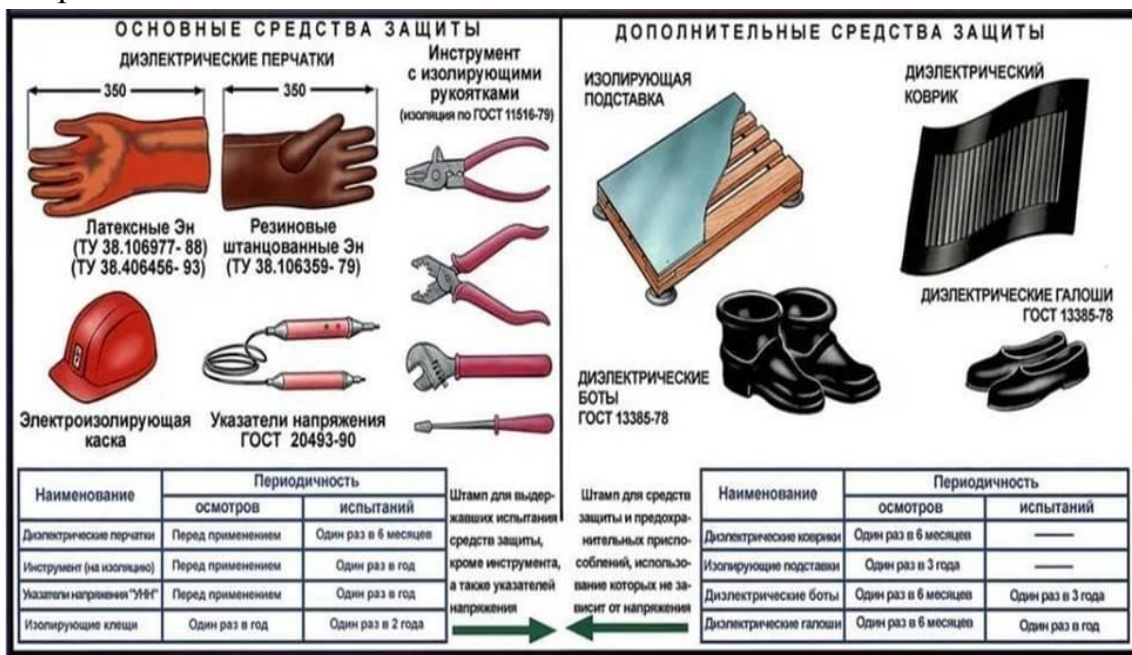 ОСНОВНЫЕ СРЕДСТВА ЗАЩИТЫ
ДИЭЛЕКТРИЧЕСКИЕ ПЕРЧАТКИ
350
350
Латексные Эн
(ТУ 38.106977- 88)
(ТУ 38.406456- 93)
Резиновые
штанцованные Эн
(ТУ 38.106359- 79)
Инструмент
с изолирующими
рукоятками
(изоляция по ГОСТ 11516-79)
Электроизолирующая
каска
Указатели напряжения
ГОСТ 20493-90
Наименование
Периодичность
осмотров
испытаний
Диэлектрические перчатки
Перед применением
Один раз в 6 месяцев
Инструмент (на изоляцию)
Перед применением
Один раз в год
Указатели напряжения "УНН"
Перед применением
Один раз в год
Изолирующие клещи
Один раз в год
Один раз в 2 года
Штамп для выдер-
жавших испытания
средств защиты,
кроме инструмента,
а также указателей
напряжения
ДОПОЛНИТЕЛЬНЫЕ СРЕДСТВА ЗАЩИТЫ
ИЗОЛИРУЮЩАЯ
ПОДСТАВКА
ДИЭЛЕКТРИЧЕСКИЙ
КОВРИК
ДИЭЛЕКТРИЧЕСКИЕ ГАЛОШИ
ГОСТ 13385-78
ДИЭЛЕКТРИЧЕСКИЕ
БОТЫ
ГОСТ 13385-78
Штамп для средств
защиты и предохра-
нительных приспо-
соблений, использо-
вание которых не за-
висит от напряжения
Наименование
Периодичность
осмотров
испытаний
Диэлектрические коврики
Один раз в 6 месяцев
——
Изолирующие подставки
Один раз в 3 года
——
Диэлектрические боты
Один раз в 6 месяцев
Один раз в 3 года
Диэлектрические галоши
Один раз в 6 месяцев
Один раз в год